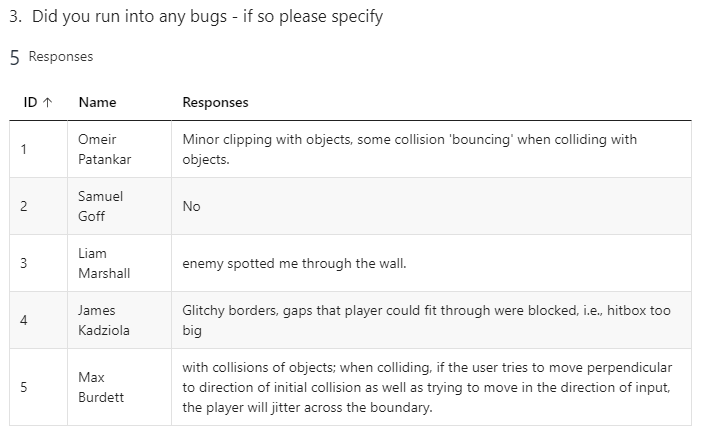 3. Did you run into any bugs - if so please specify
5 Responses
ID ↑ Name Responses
1 Omeir Patankar Minor clipping with objects, some collision 'bouncing' when colliding with
objects.
2 Samuel Goff No
3 Liam Marshall enemy spotted me through the wall.
4 James Kadziola Glitchy borders, gaps that player could fit through were blocked, i.e., hitbox too
big
5 Max Burdett with collisions of objects; when colliding, if the user tries to move perpendicular
to direction of initial collision as well as trying to move in the direction of input,
the player will jitter across the boundary.